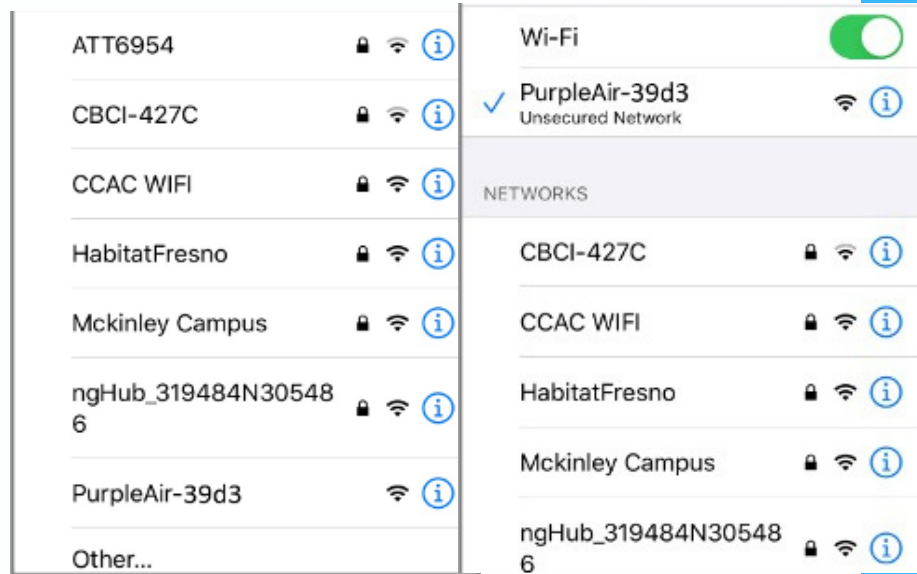 ATT6954
CBCI-427C
CCAC WIFI
HabitatFresno
Mckinley Campus
ngHub_319484N30548
6
PurpleAir-39d3
Other...
Wi-Fi
PurpleAir-39d3
Unsecured Network
NETWORKS
CBCI-427C
CCAC WIFI
HabitatFresno
Mckinley Campus
ngHub_319484N30548
6